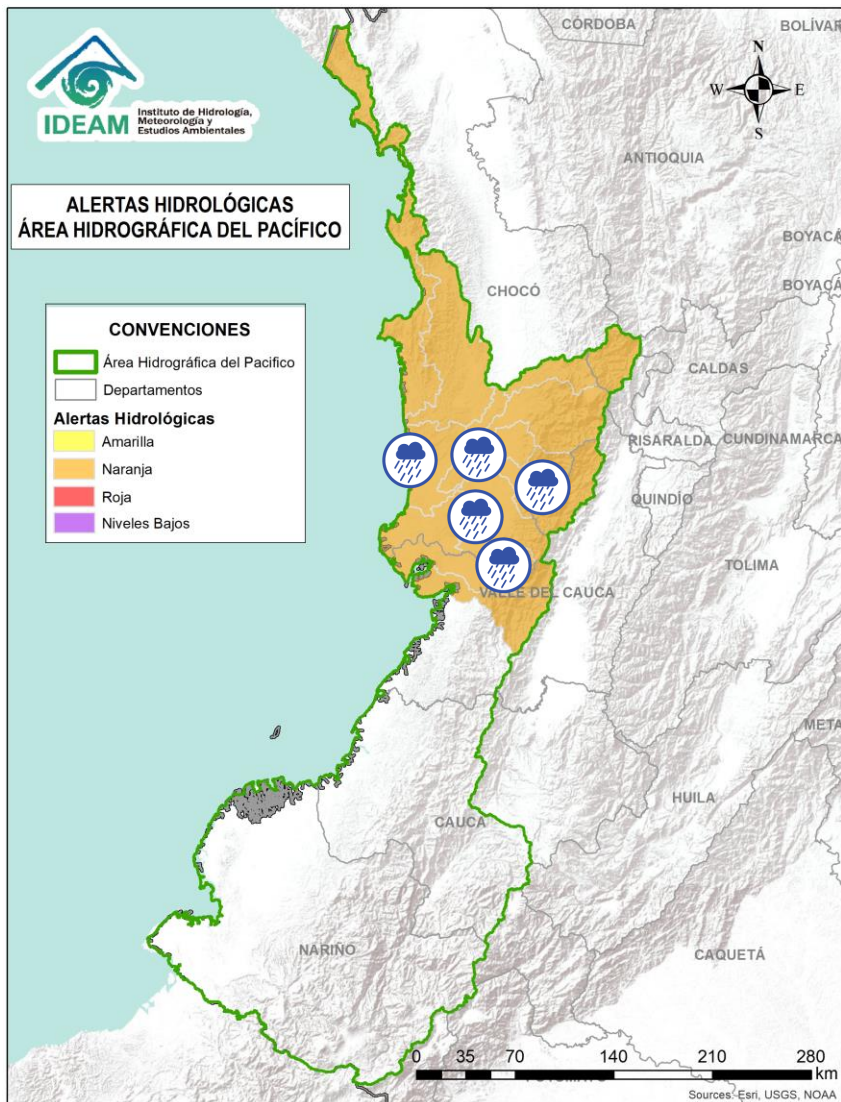 CÓRDOBA
BOLÍVAR
IDEAM
Instituto de Hidrología,
Meteorología y
Estudios Ambientales
N
W
E
S
ANTIOQUIA
ALERTAS HIDROLÓGICAS
ÁREA HIDROGRÁFICA DEL PACÍFICO
BOYACÁ
BOYACÁ
CHOCÓ
CONVENCIONES
Área Hidrográfica del Pacifico
Departamentos
Alertas Hidrológicas
Amarilla
Naranja
Roja
Niveles Bajos
CALDAS
RISARALDA
CUNDINAMARCA
QUINDÍO
TOLIMA
VALLE DEL CAUCA
META
HUILA
CAUCA
NARIÑO
CAQUETÁ
0 35 70 140 210 280
km
Sources: Esri, USGS, NOAA